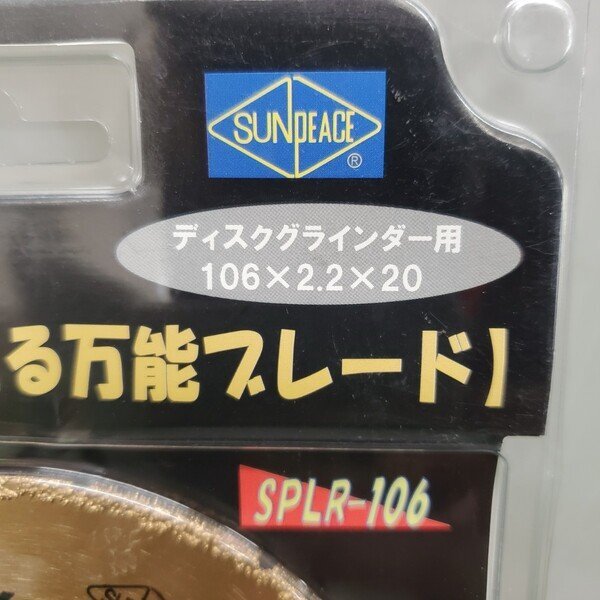 SUNPEACE
®
ディスクグラインダー用
106×2.2×20
る万能ブレード】
SPLR-106